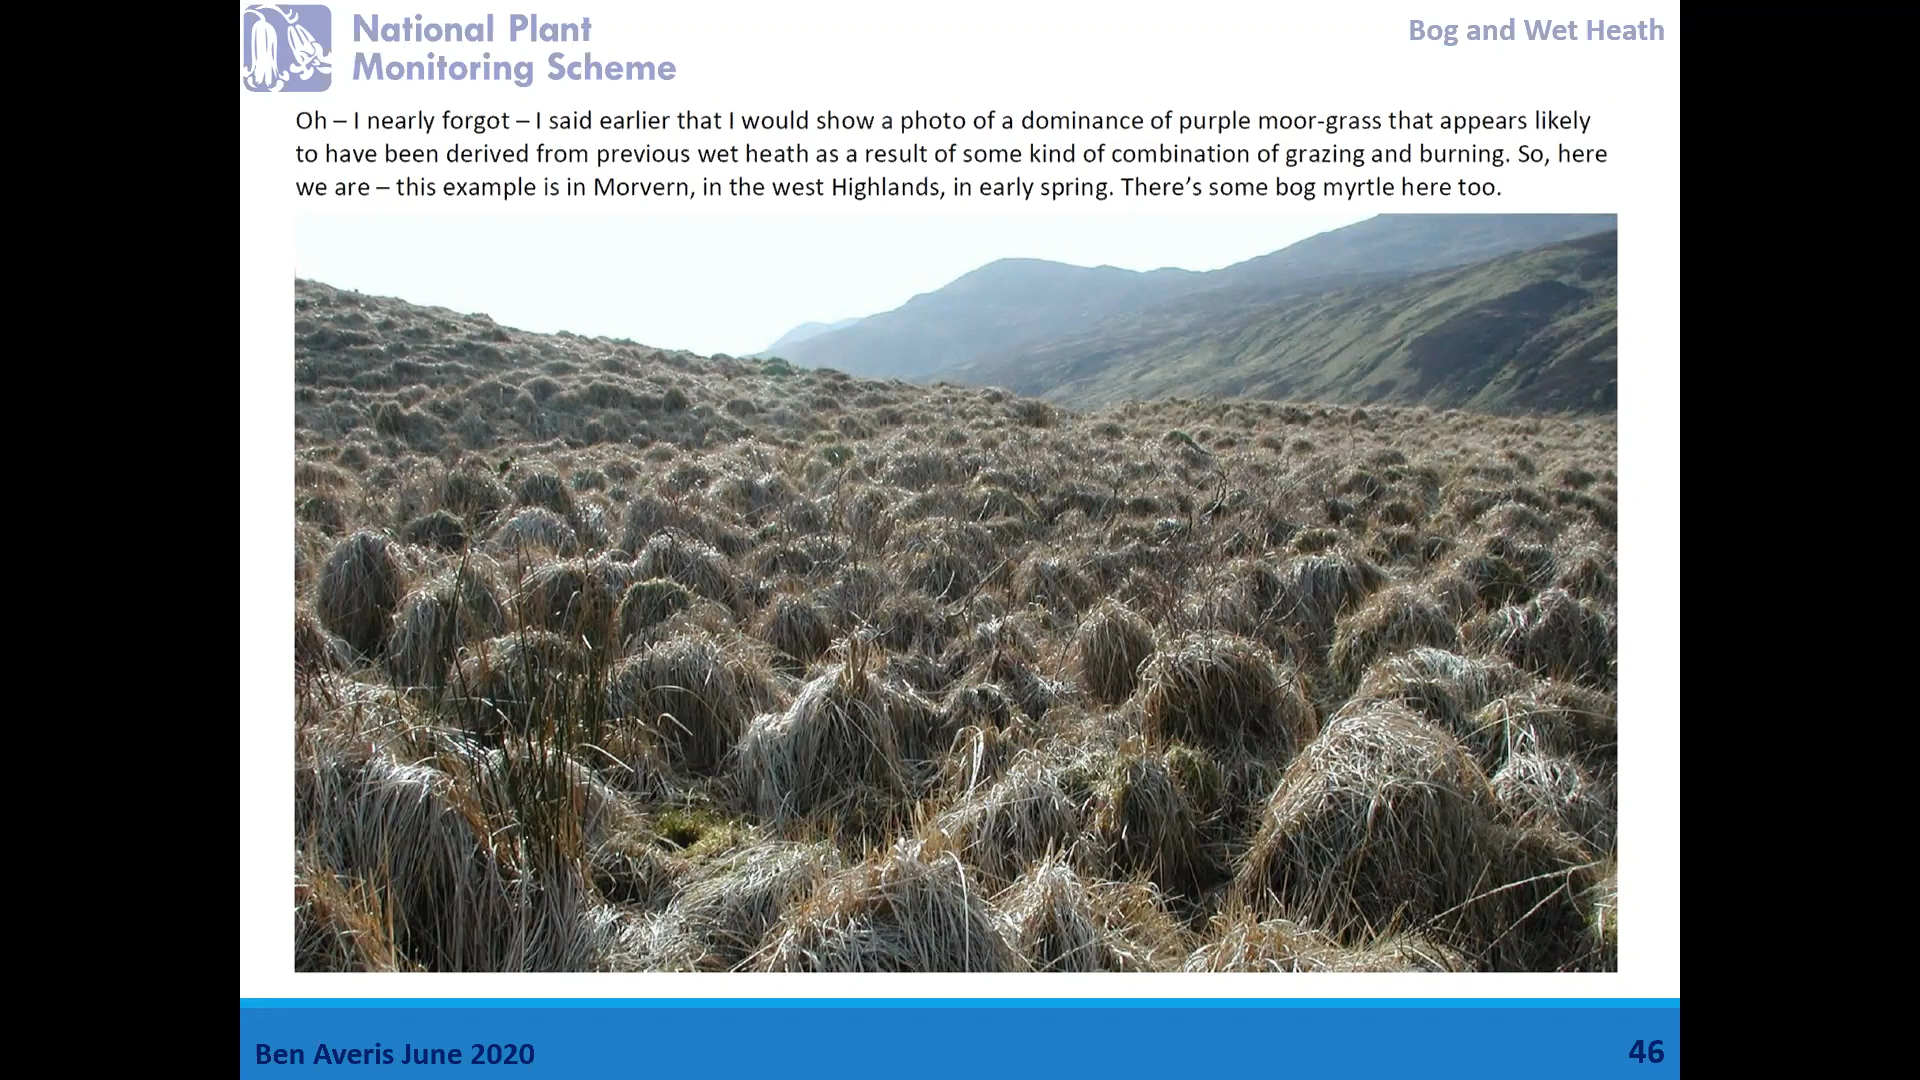 National Plant
Monitoring Scheme
Bog and Wet Heath
Oh – I nearly forgot – I said earlier that I would show a photo of a dominance of purple moor-grass that appears likely
to have been derived from previous wet heath as a result of some kind of combination of grazing and burning. So, here
we are – this example is in Morvern, in the west Highlands, in early spring. There’s some bog myrtle here too.
Ben Averis June 2020
46